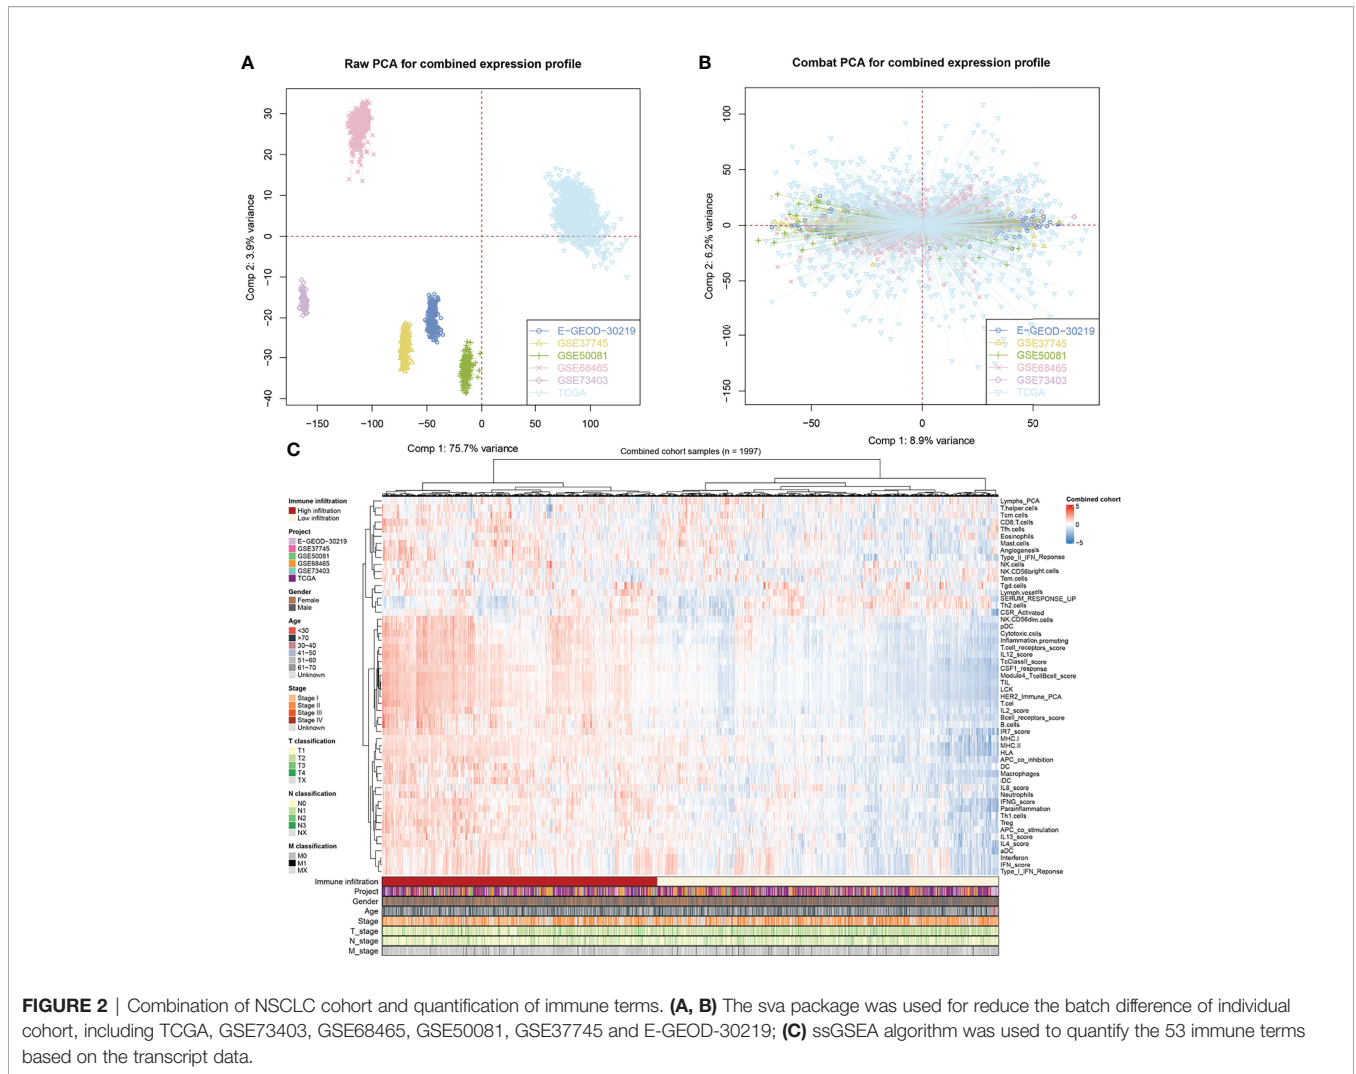 A
Raw PCA for combined expression profile
Comp 2: 3.9% variance
30
20
10
0
−10
−20
−30
−40
−150
−100
−50
0
50
100
Comp 1: 75.7% variance
E−GEOD−30219
GSE37745
GSE50081
GSE68465
GSE73403
TCGA
B
Combat PCA for combined expression profile
Comp 2: 6.2% variance
100
50
0
−50
−100
−150
−50
0
50
Comp 1: 8.9% variance
E−GEOD−30219
GSE37745
GSE50081
GSE68465
GSE73403
TCGA
C
Combined cohort samples (n = 1997)
Immune infiltration
High infiltration
Low infiltration
Project
E−GEOD−30219
GSE37745
GSE50081
GSE68465
GSE73403
TCGA
Gender
Female
Male
Age
<30
>70
30−40
41−50
51−60
61−70
Unknown
Stage
Stage I
Stage II
Stage III
Stage IV
Unknown
T classification
T1
T2
T3
T4
TX
N classification
N0
N1
N2
N3
NX
M classification
M0
M1
MX
Lymphs_PCA
T.helper.cells
Tcm.cells
CD8.T.cells
Tfh.cells
Eosinophils
Mast.cells
Angiogenesis
Type_II_IFN_Reponse
NK.cells
NK.CD56bright.cells
Tem.cells
Tgd.cells
Lymph.vessels
SERUM_RESPONSE_UP
Th2.cells
CSR_Activated
NK.CD56dim.cells
pDC
Cytotoxic.cells
Inflammation.promoting
T.cell_receptors_score
IL12_score
TcClassII_score
CSF1_response
Module4_TcellBcell_score
TIL
LCK
HER2_Immune_PCA
T.cel
IL2_score
Bcell_receptors_score
B.cells
IR7_score
MHC.I
MHC.II
HLA
APC_co_inhibition
DC
Macrophages
iDC
IL8_score
Neutrophils
IFNG_score
Parainflammation
Th1.cells
Treg
APC_co_stimulation
IL13_score
IL4_score
aDC
Interferon
IFN_score
Type_I_IFN_Reponse
Combined cohort
5
0
−5
Immune infiltration
Project
Gender
Age
Stage
T_stage
N_stage
M_stage
FIGURE 2 | Combination of NSCLC cohort and quantification of immune terms. (A, B) The sva package was used for reduce the batch difference of individual
cohort, including TCGA, GSE73403, GSE68465, GSE50081, GSE37745 and E-GEOD-30219; (C) ssGSEA algorithm was used to quantify the 53 immune terms
based on the transcript data.